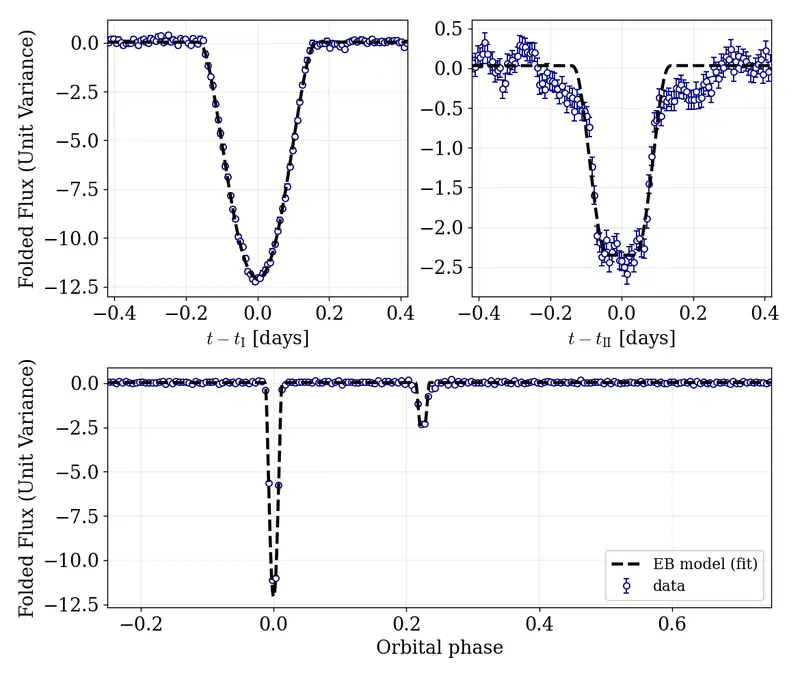 Folded Flux (Unit Variance)
0.0
−2.5
−5.0
−7.5
−10.0
−12.5
−0.4 −0.2 0.0 0.2 0.4
t − tI [days]
0.5
0.0
−0.5
−1.0
−1.5
−2.0
−2.5
−0.4 −0.2 0.0 0.2 0.4
t − tII [days]
Folded Flux (Unit Variance)
0.0
−2.5
−5.0
−7.5
−10.0
−12.5
EB model (fit)
data
−0.2 0.0 0.2 0.4 0.6
Orbital phase